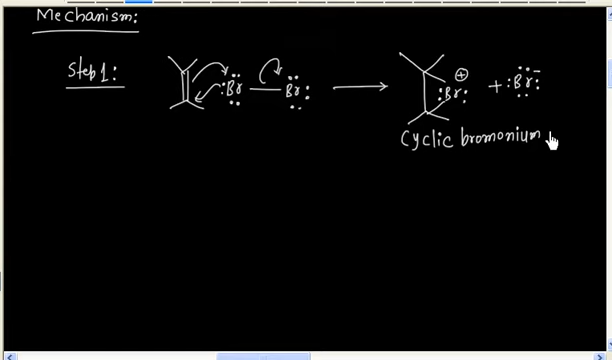 Mechanism:
Step 1: :Br — Br: ⟶ :Br: ⊕ + :Br:⁻
Cyclic bromonium